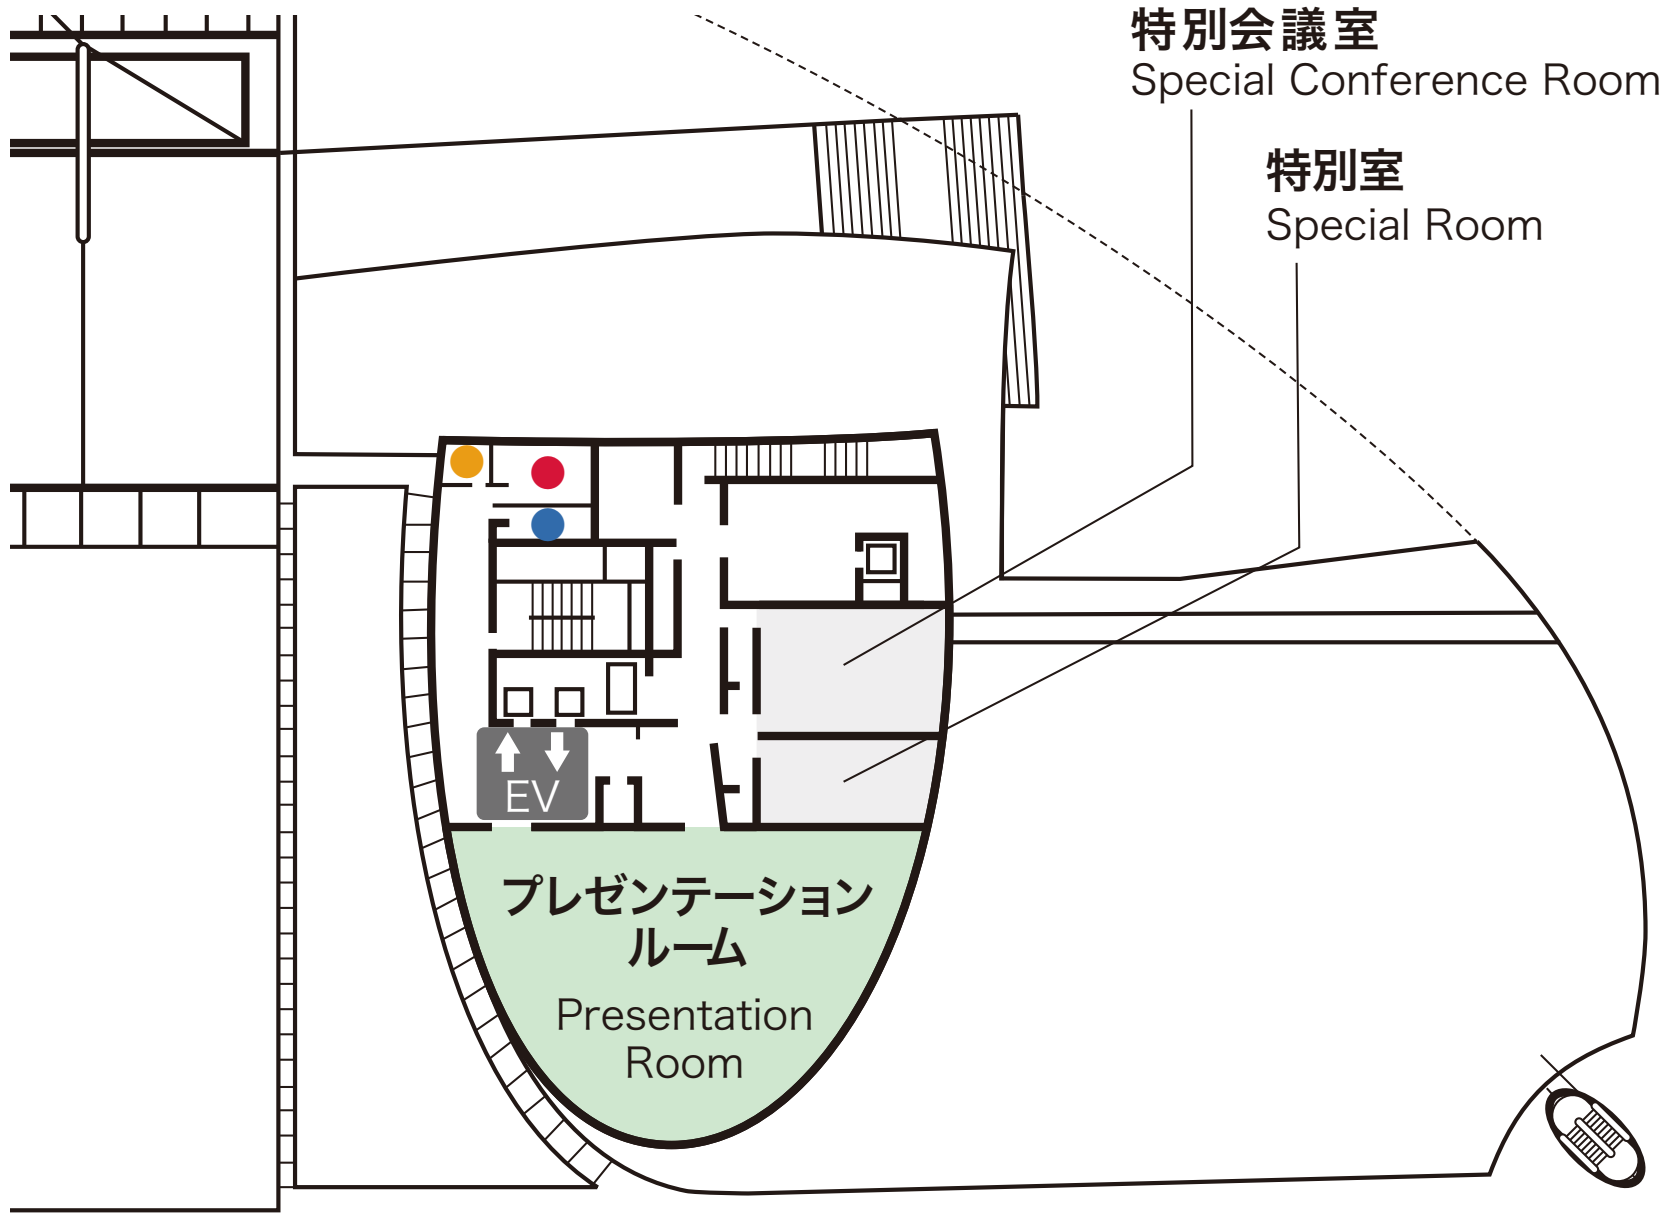 特別会議室
Special Conference Room
特別室
Special Room
EV
プレゼンテーション
ルーム
Presentation
Room